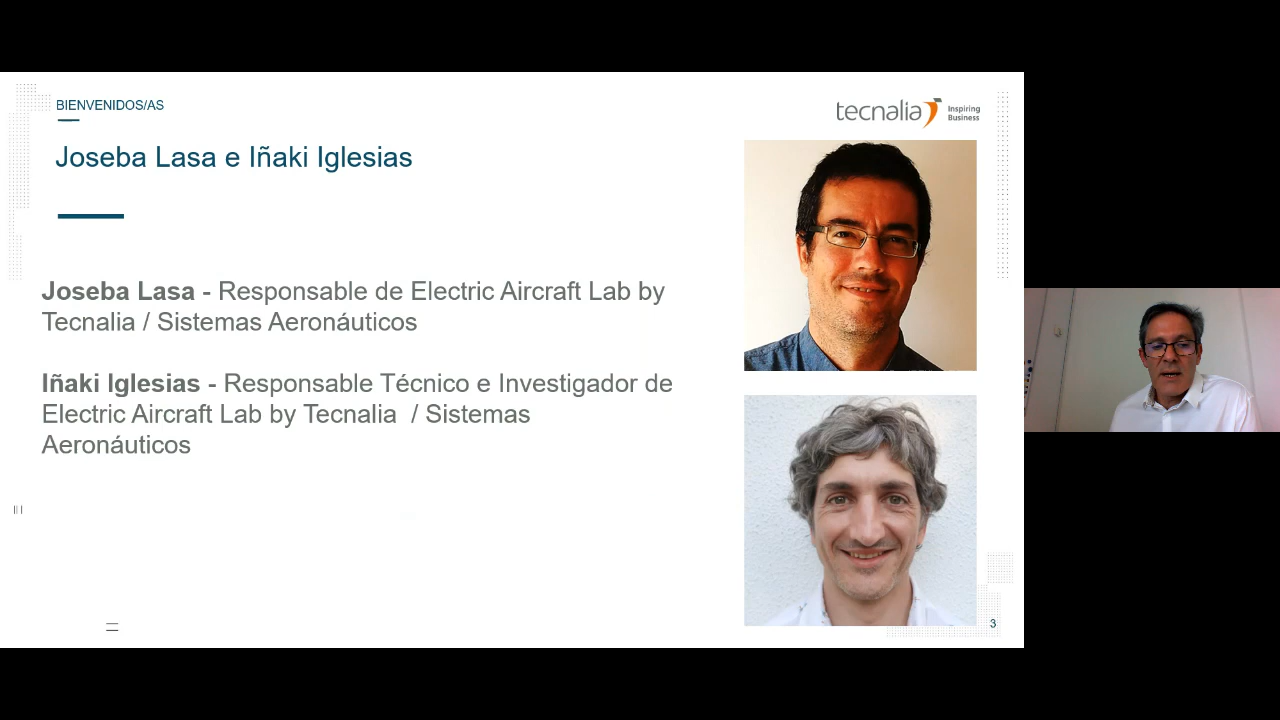 BIENVENIDOS/AS
tecnalia Inspiring
Business
Joseba Lasa e Iñaki Iglesias
Joseba Lasa - Responsable de Electric Aircraft Lab by
Tecnalia / Sistemas Aeronáuticos
Iñaki Iglesias - Responsable Técnico e Investigador de
Electric Aircraft Lab by Tecnalia / Sistemas
Aeronáuticos
3